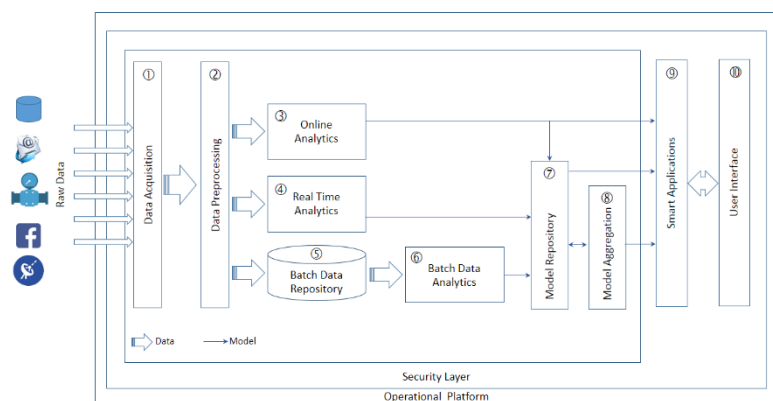 Raw Data
①
Data Acquisition
②
Data Preprocessing
③
Online
Analytics
④
Real Time
Analytics
⑤
Batch Data
Repository
⑥
Batch Data
Analytics
⑦
Model Repository
⑧
Model Aggregation
⑨
Smart Applications
⑩
User Interface
Data
Model
Security Layer
Operational Platform